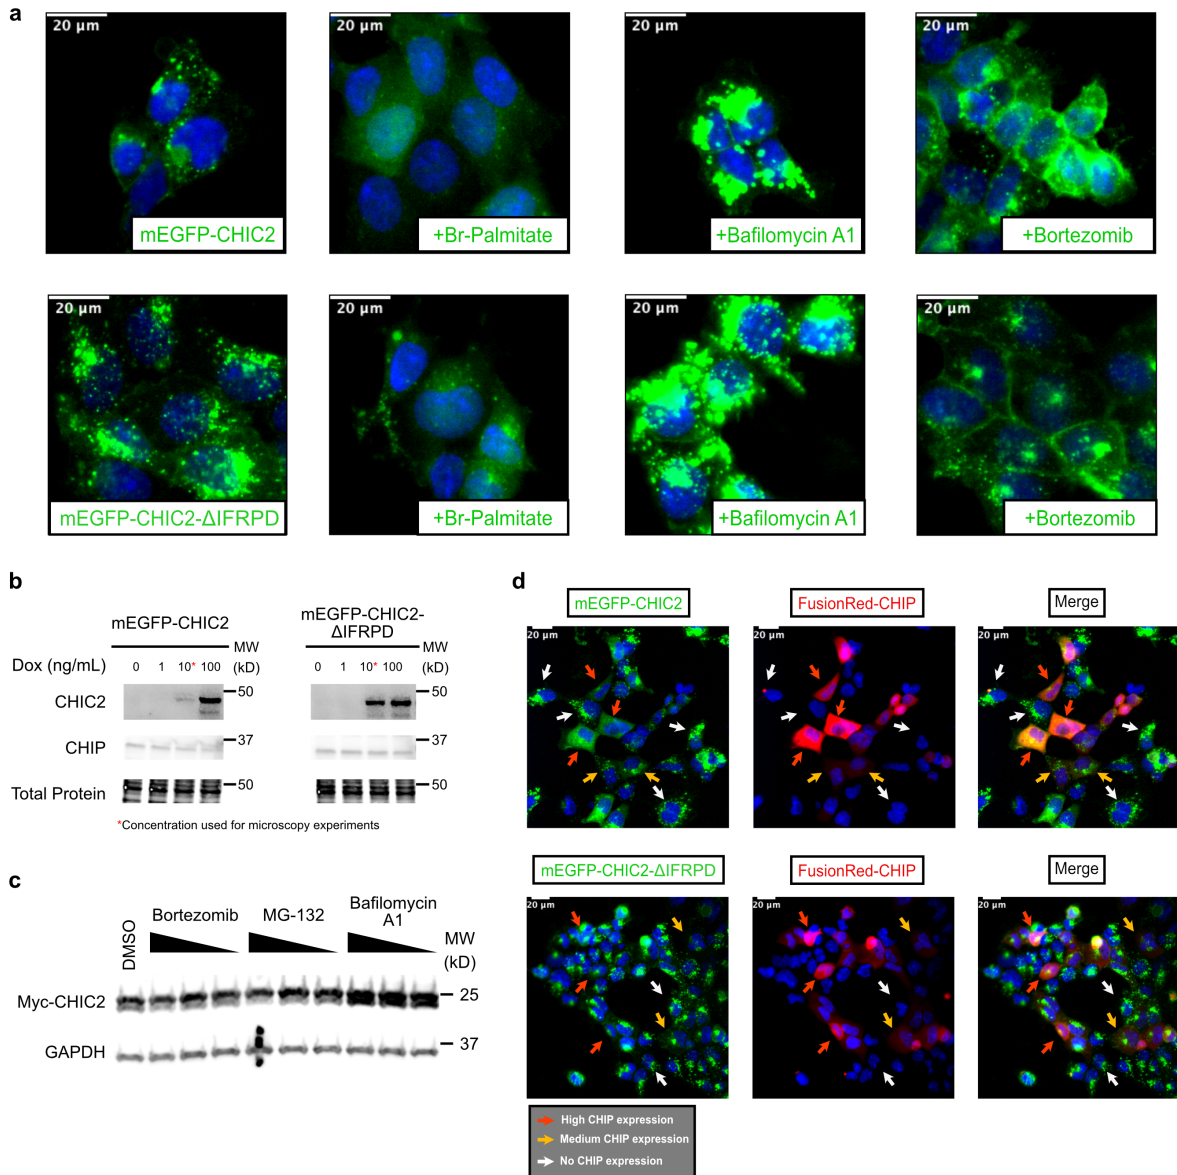 a
20 µm
20 µm
20 µm
20 µm
mEGFP-CHIC2
+Br-Palmitate
+Bafilomycin A1
+Bortezomib
20 µm
20 µm
20 µm
20 µm
mEGFP-CHIC2-ΔIFRPD
+Br-Palmitate
+Bafilomycin A1
+Bortezomib
b
mEGFP-CHIC2
mEGFP-CHIC2-
ΔIFRPD
MW
(kD)
MW
(kD)
Dox (ng/mL)
0 1 10* 100
0 1 10* 100
CHIC2
50
50
CHIP
37
37
Total Protein
50
50
*Concentration used for microscopy experiments
c
DMSO
Bortezomib
MG-132
Bafilomycin
A1
MW
(kD)
Myc-CHIC2
25
GAPDH
37
d
mEGFP-CHIC2
FusionRed-CHIP
Merge
20 µm
20 µm
20 µm
mEGFP-CHIC2-ΔIFRPD
FusionRed-CHIP
Merge
20 µm
20 µm
20 µm
High CHIP expression
Medium CHIP expression
No CHIP expression